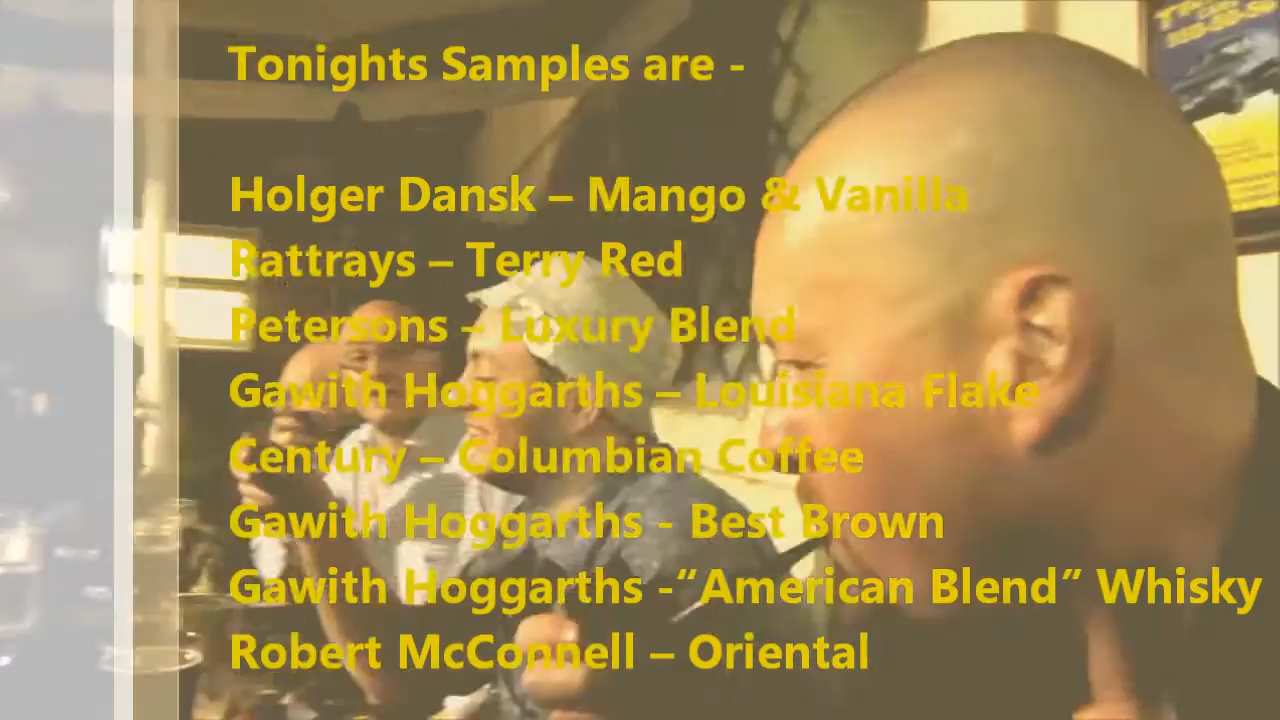 Tonights Samples are -
Holger Dansk – Mango & Vanilla
Rattrays – Terry Red
Petersons – Luxury Blend
Gawith Hoggarths – Louisiana Flake
Century – Columbian Coffee
Gawith Hoggarths - Best Brown
Gawith Hoggarths -“American Blend” Whisky
Robert McConnell – Oriental